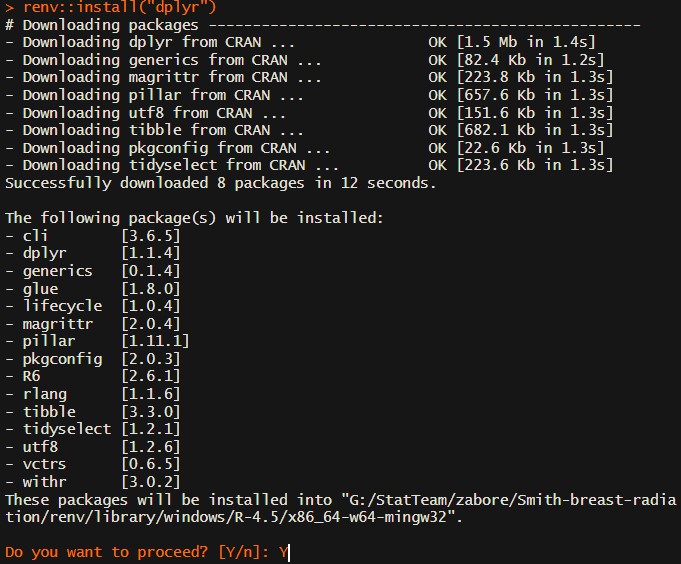 > renv::install("dplyr")
# Downloading packages -------------------------------------------------
- Downloading dplyr from CRAN ...               OK [1.5 Mb in 1.4s]
- Downloading generics from CRAN ...            OK [82.4 Kb in 1.2s]
- Downloading magrittr from CRAN ...            OK [223.8 Kb in 1.3s]
- Downloading pillar from CRAN ...              OK [657.6 Kb in 1.3s]
- Downloading utf8 from CRAN ...                OK [151.6 Kb in 1.3s]
- Downloading tibble from CRAN ...              OK [682.1 Kb in 1.3s]
- Downloading pkgconfig from CRAN ...           OK [22.6 Kb in 1.3s]
- Downloading tidyselect from CRAN ...          OK [223.6 Kb in 1.3s]
Successfully downloaded 8 packages in 12 seconds.

The following package(s) will be installed:
- cli        [3.6.5]
- dplyr      [1.1.4]
- generics   [0.1.4]
- glue       [1.8.0]
- lifecycle  [1.0.4]
- magrittr   [2.0.4]
- pillar     [1.11.1]
- pkgconfig  [2.0.3]
- R6         [2.6.1]
- rlang      [1.1.6]
- tibble     [3.3.0]
- tidyselect [1.2.1]
- utf8       [1.2.6]
- vctrs      [0.6.5]
- withr      [3.0.2]
These packages will be installed into "G:/StatTeam/zabore/Smith-breast-radia
tion/renv/library/windows/R-4.5/x86_64-w64-mingw32".

Do you want to proceed? [Y/n]: Y